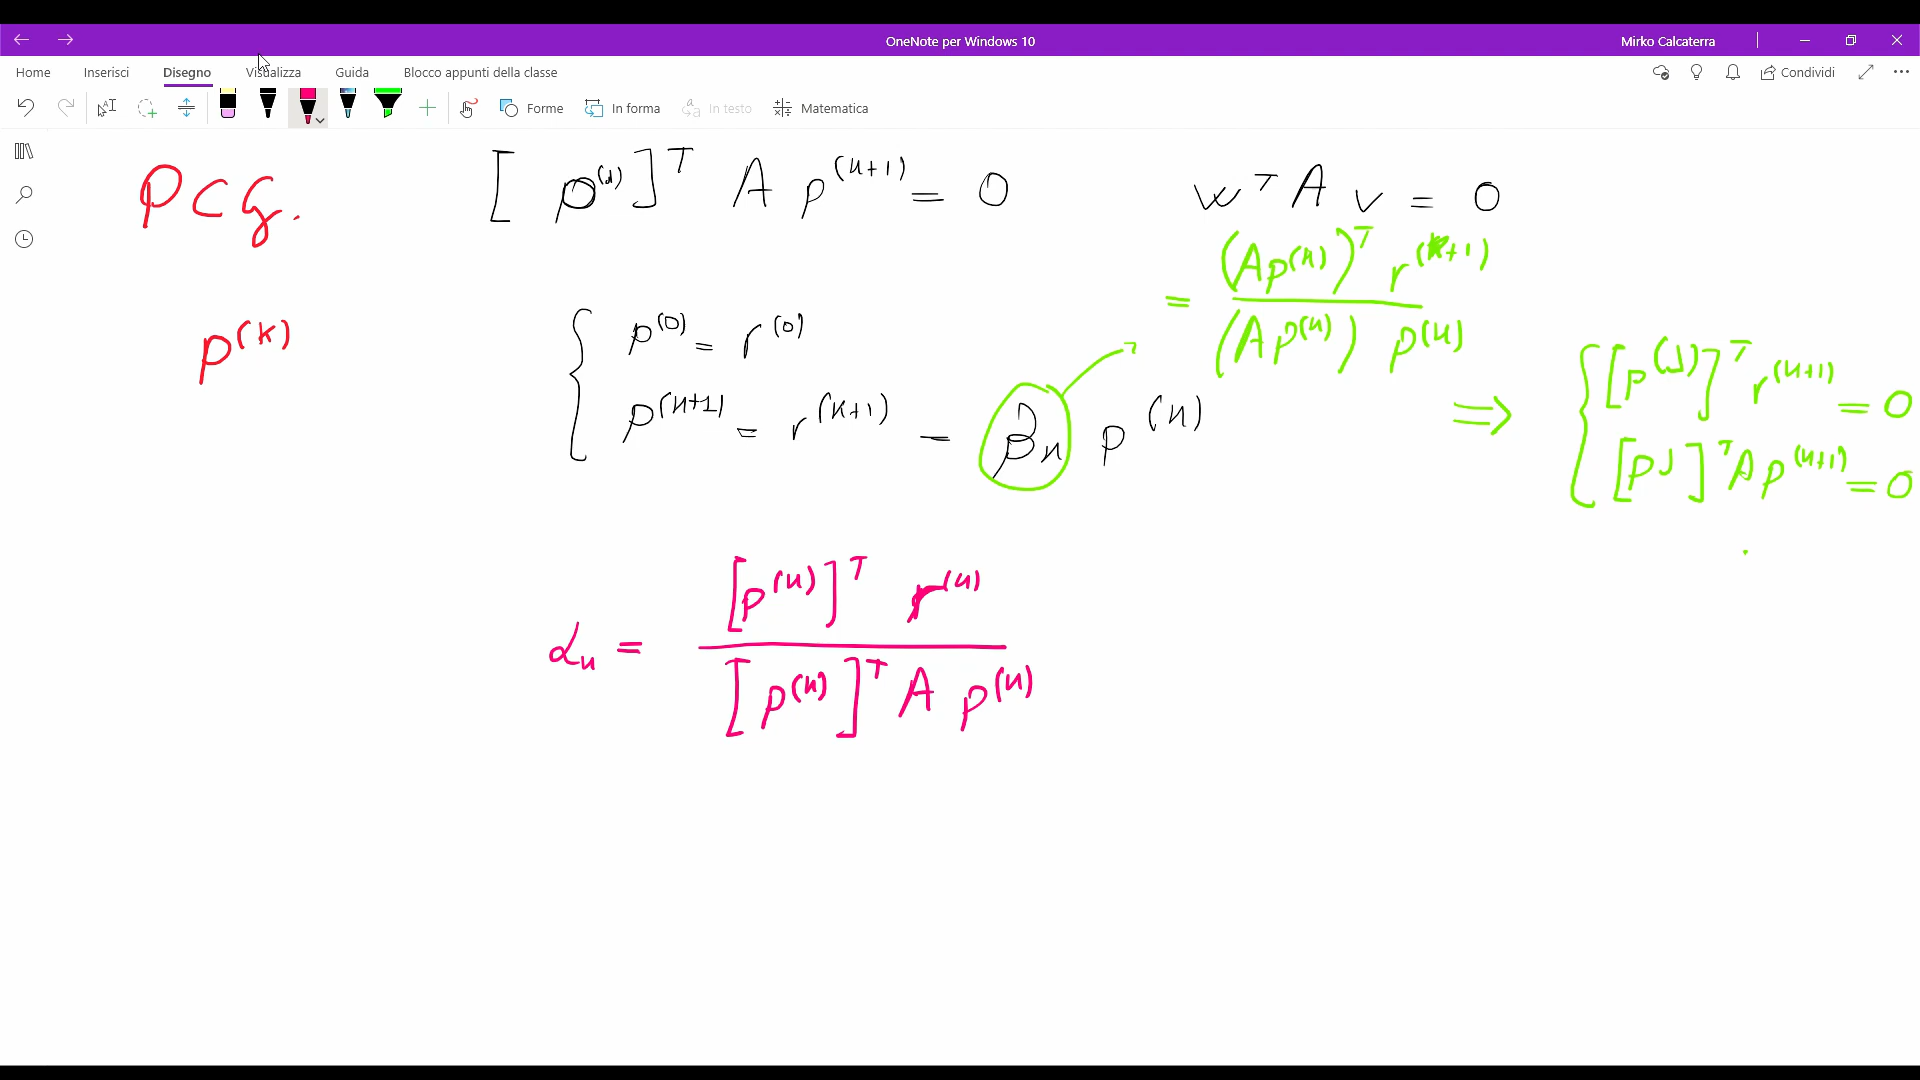 OneNote per Windows 10
Mirko Calcaterra
Home Inserisci Disegno Visualizza Guida Blocco appunti della classe
Condividi
Forme In forma In testo Matematica
PCG.
[p^(j)]^T A p^(k+1) = 0
w^T A v = 0
p^(k)
p^(0) = r^(0)
p^(k+1) = r^(k+1) - β_k p^(k)
= (Ap^(k))^T r^(k+1) / (Ap^(k)) p^(k)
⇒ { [p^(J)]^T r^(k+1) = 0
[pJ]^T A p^(k+1) = 0
α_k = [p^(k)]^T r^(k) / [p^(k)]^T A p^(k)